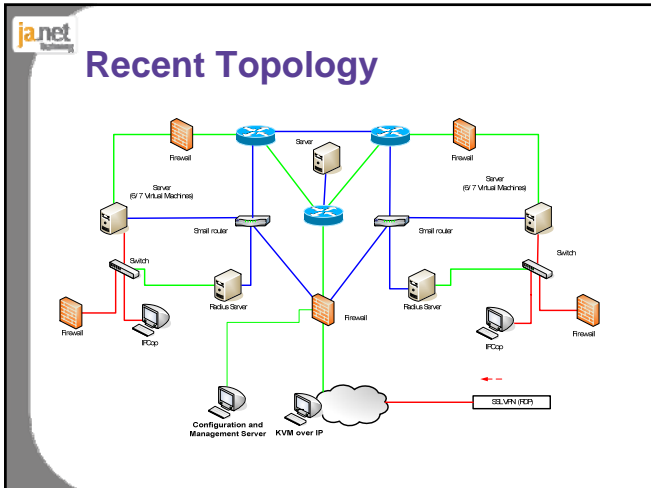 ja.net
Recent Topology
Server
Firewall
Firewall
Server
(6/ 7 Virtual Machines)
Server
(6/ 7 Virtual Machines)
Small router
Small router
Switch
Switch
Radius Server
Radius Server
Firewall
Firewall
IPCop
IPCop
Firewall
SSL VPN (RDP)
Configuration and
Management Server
KVM over IP